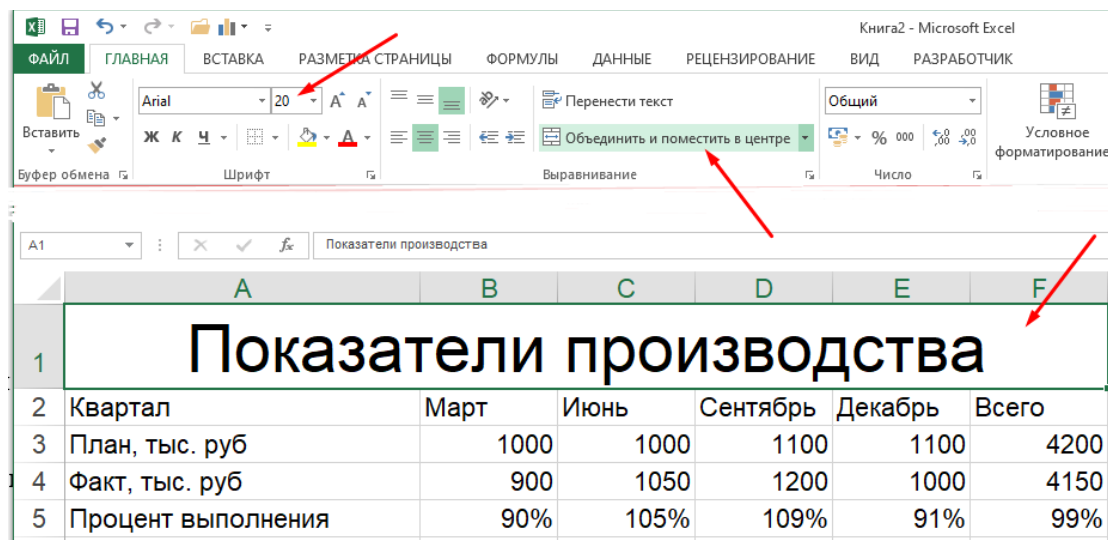 Книга2 - Microsoft Excel
ФАЙЛ ГЛАВНАЯ ВСТАВКА РАЗМЕТКА СТРАНИЦЫ ФОРМУЛЫ ДАННЫЕ РЕЦЕНЗИРОВАНИЕ ВИД РАЗРАБОТЧИК
Arial 20 Перенести текст Общий
Вставить Ж К Ч Объединить и поместить в центре % 000 Условное
форматирование
Буфер обмена Шрифт Выравнивание Число
A1 fx Показатели производства
A B C D E F
1 Показатели производства
2 Квартал Март Июнь Сентябрь Декабрь Всего
3 План, тыс. руб 1000 1000 1100 1100 4200
4 Факт, тыс. руб 900 1050 1200 1000 4150
5 Процент выполнения 90% 105% 109% 91% 99%